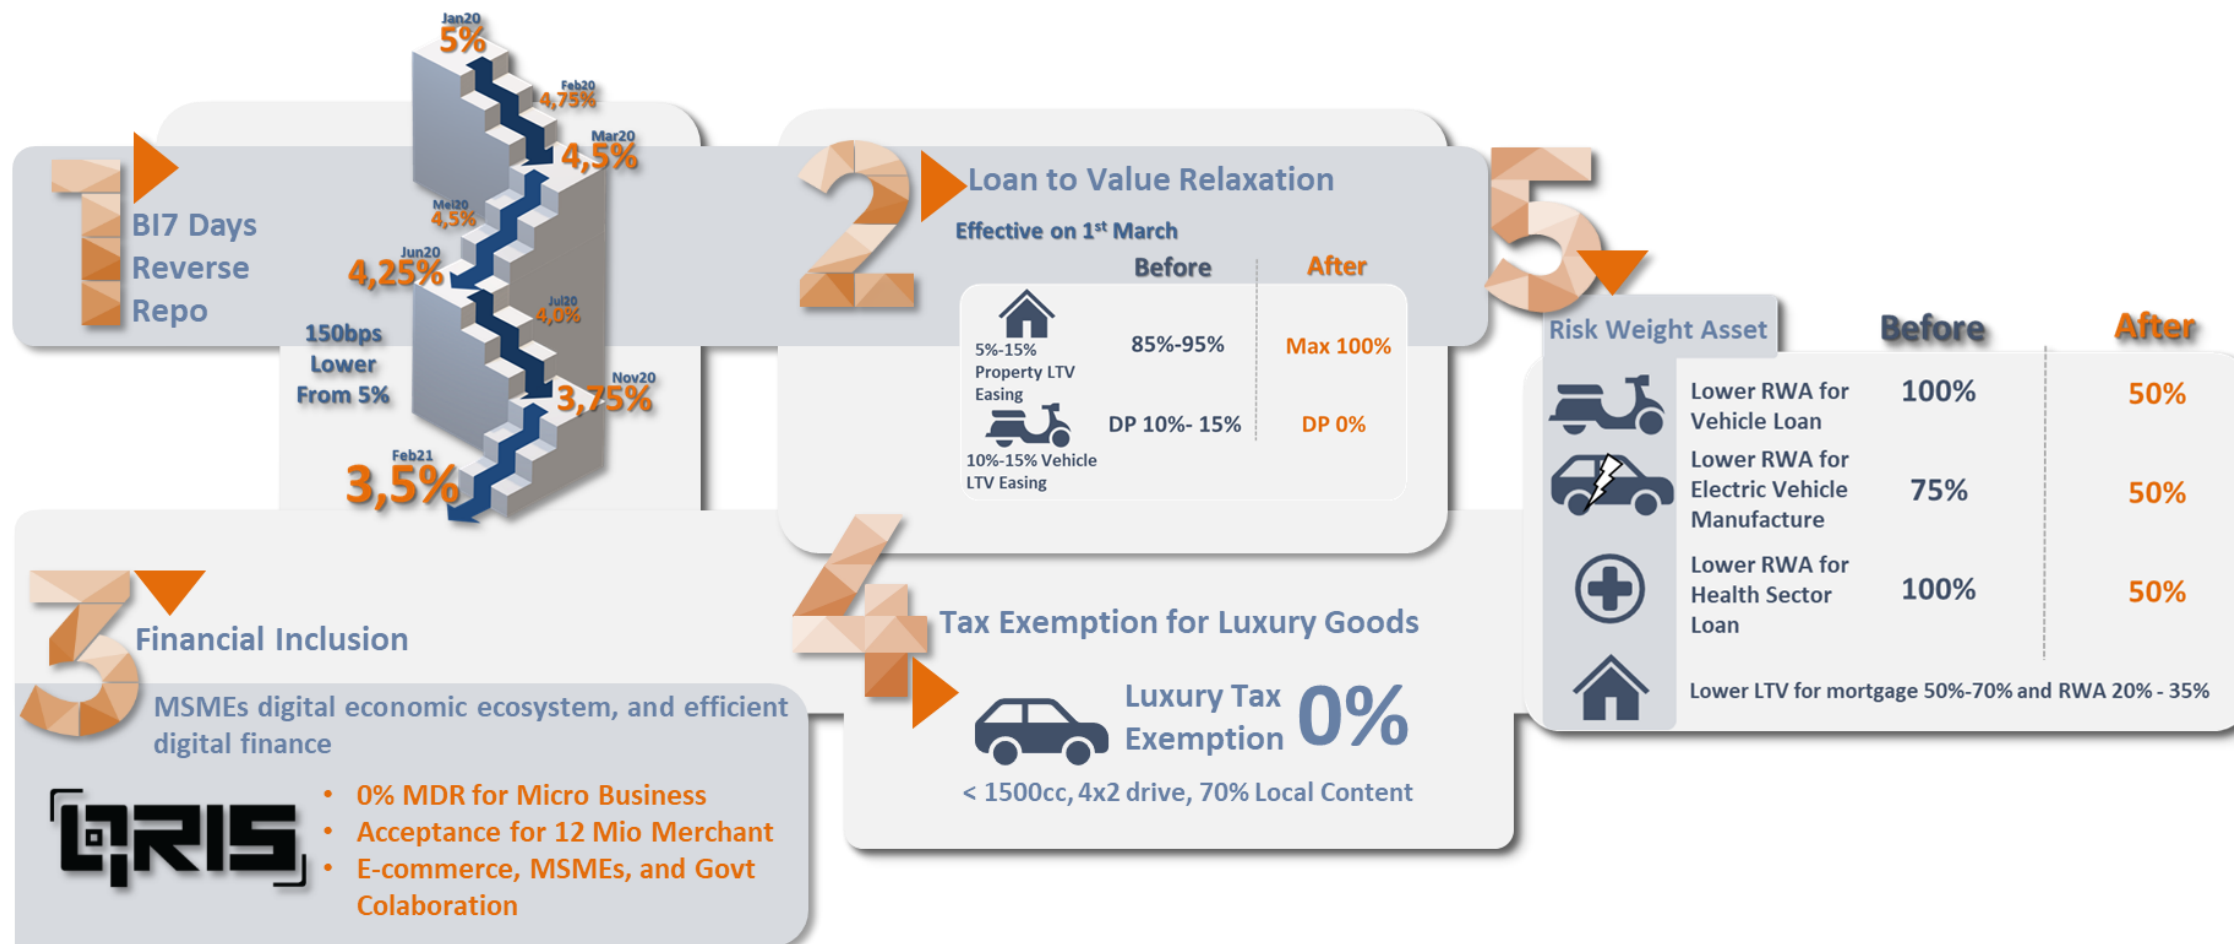 1
BI7 Days
Reverse
Repo
Jan20
5%
Feb20
4,75%
Mar20
4,5%
Mei20
4,5%
Jun20
4,25%
Jul20
4,0%
150bps
Lower
From 5%
Nov20
3,75%
Feb21
3,5%
2
Loan to Value Relaxation
Effective on 1st March
Before After
5%-15%
Property LTV
Easing
85%-95% Max 100%
DP 10%- 15% DP 0%
10%-15% Vehicle
LTV Easing
3
Financial Inclusion
MSMEs digital economic ecosystem, and efficient
digital finance
QRIS
• 0% MDR for Micro Business
• Acceptance for 12 Mio Merchant
• E-commerce, MSMEs, and Govt
Colaboration
4
Tax Exemption for Luxury Goods
Luxury Tax
Exemption
0%
< 1500cc, 4x2 drive, 70% Local Content
5
Risk Weight Asset Before After
Lower RWA for
Vehicle Loan
100% 50%
Lower RWA for
Electric Vehicle
Manufacture
75% 50%
Lower RWA for
Health Sector
Loan
100% 50%
Lower LTV for mortgage 50%-70% and RWA 20% - 35%